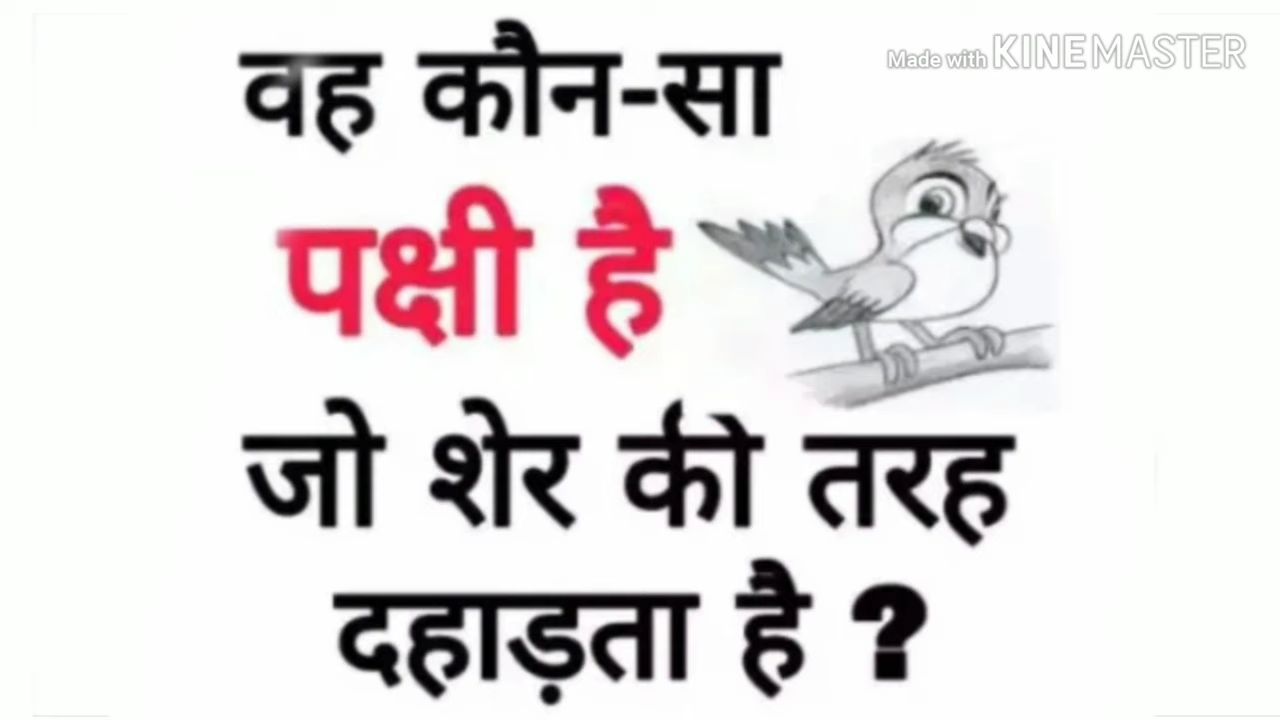 वह कौन-सा
Made with KINEMASTER
पक्षी है
जो शेर की तरह
दहाड़ता है ?